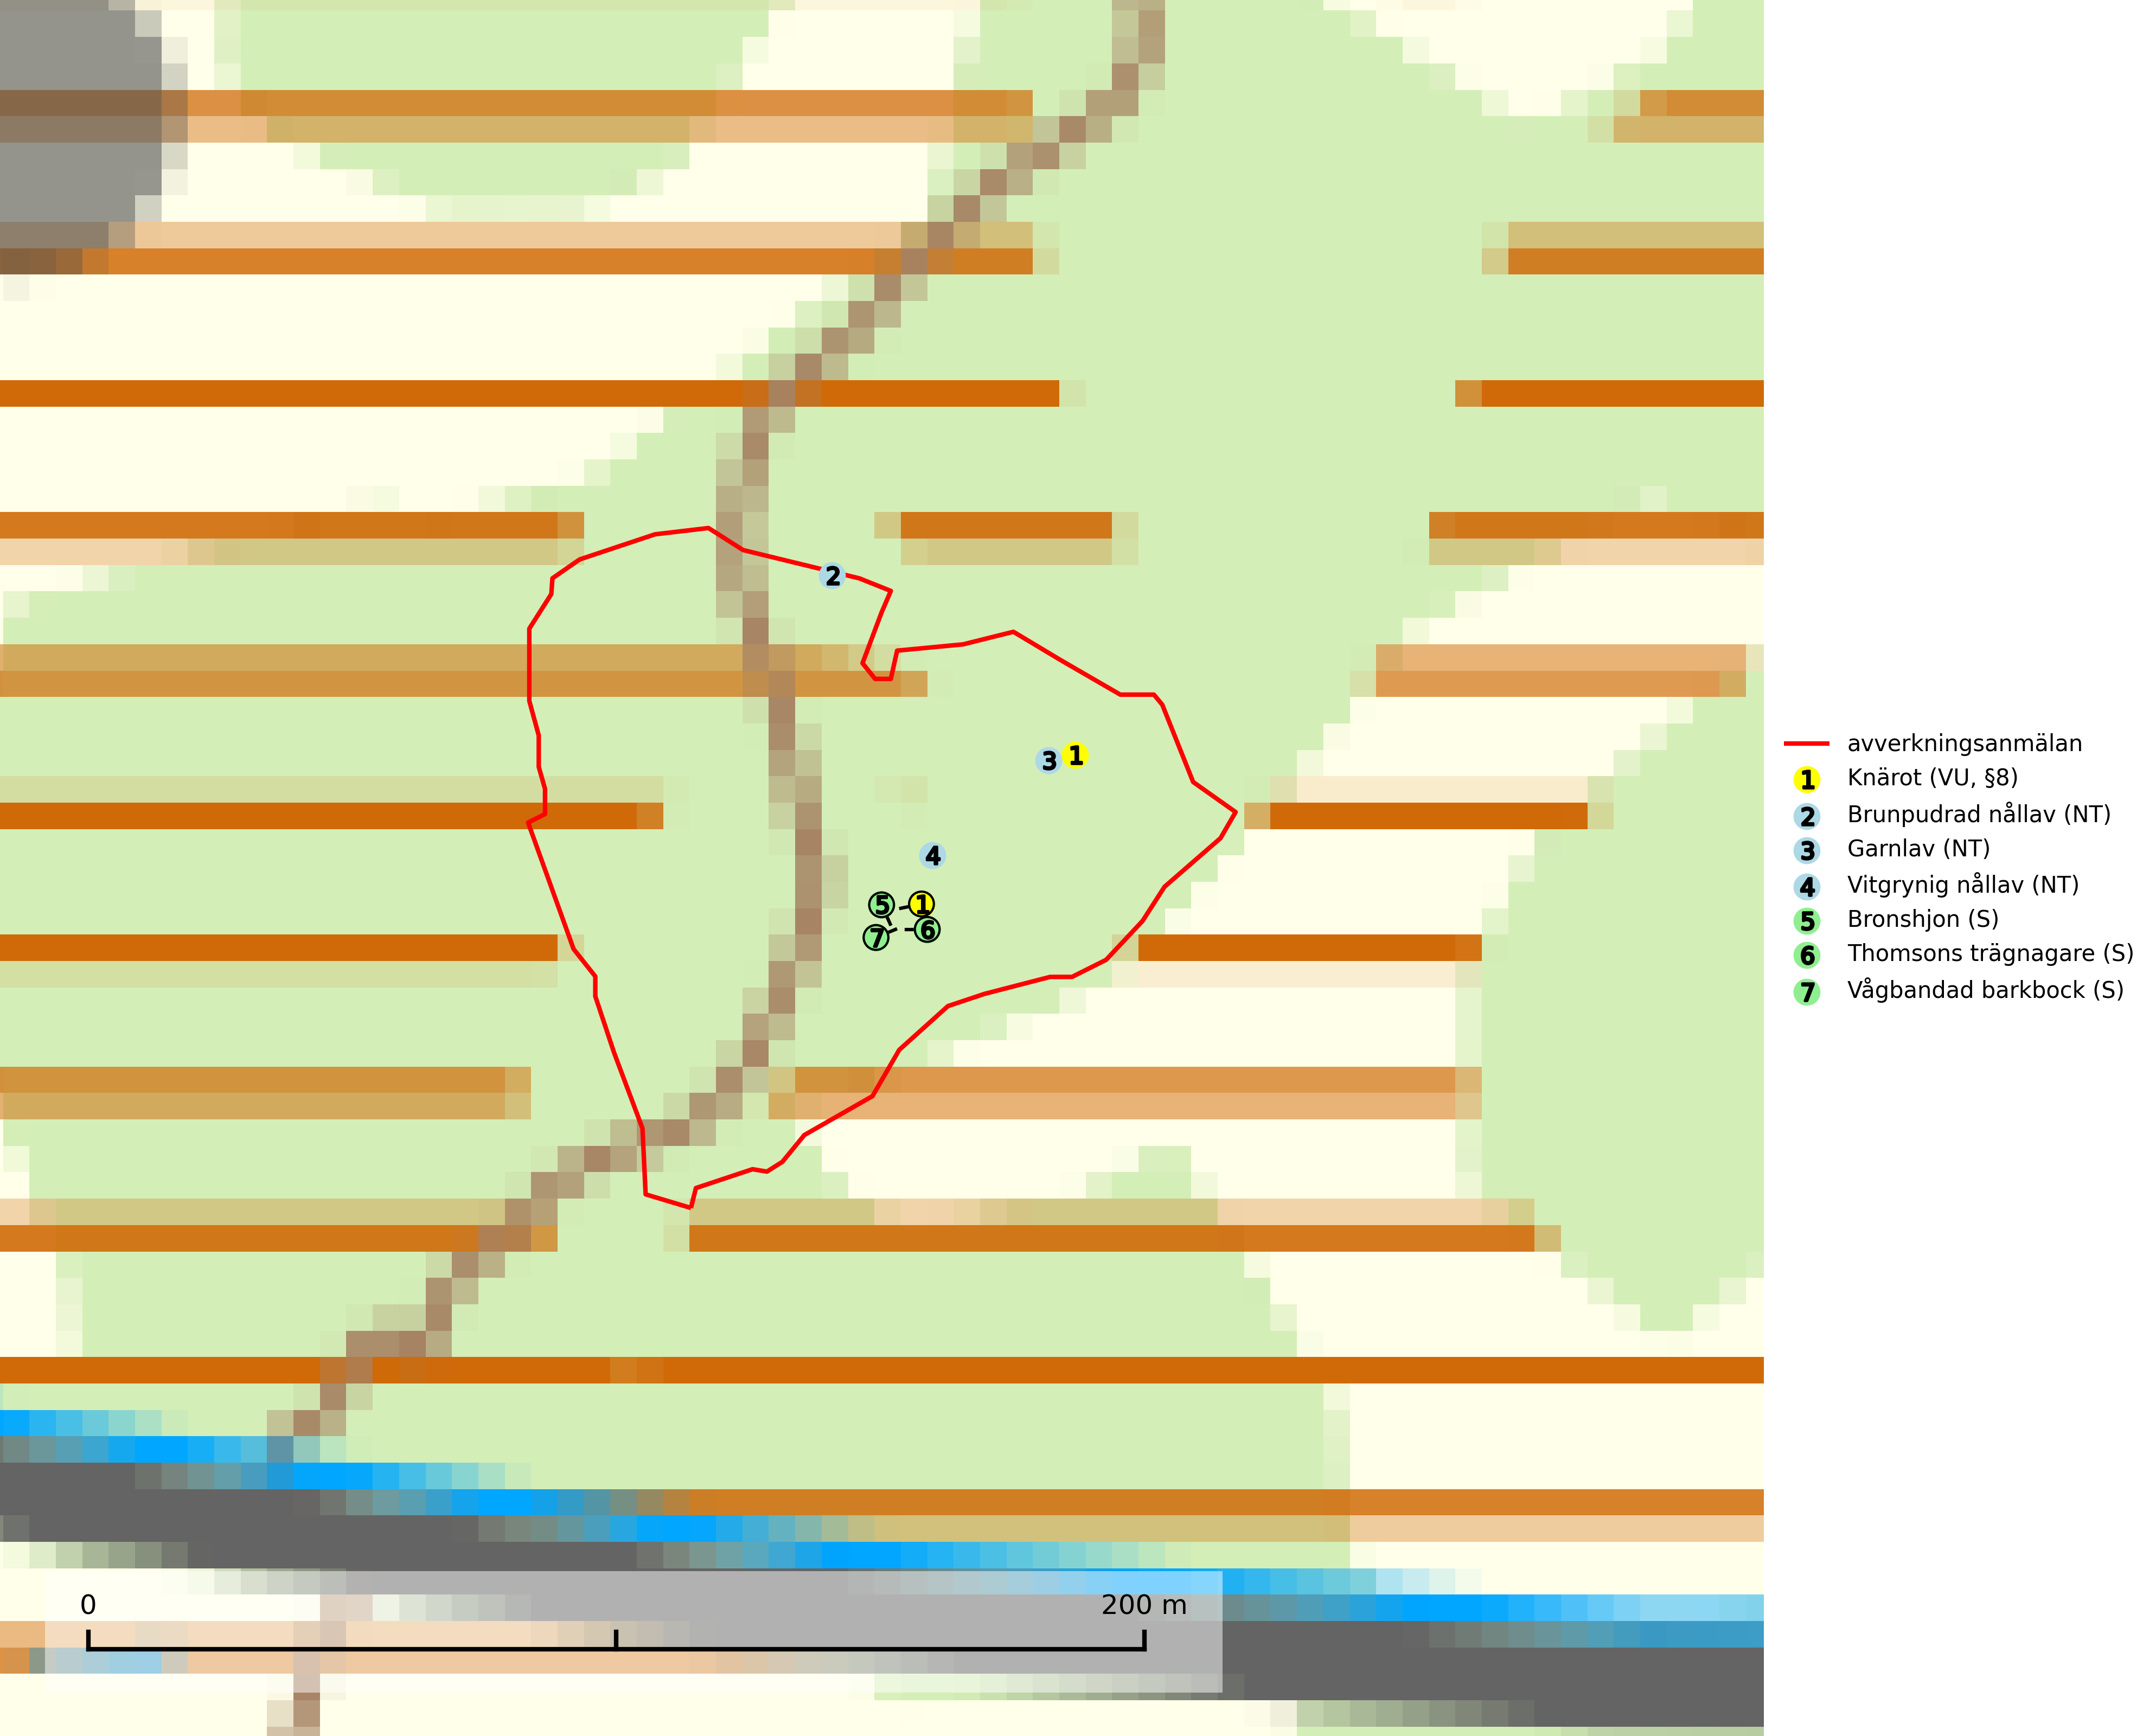 2
3 1
4
5 1
7 6
0 200 m
avverkningsanmälan
1 Knärot (VU, §8)
2 Brunpudrad nållav (NT)
3 Garnlav (NT)
4 Vitgrynig nållav (NT)
5 Bronshjon (S)
6 Thomsons trägnagare (S)
7 Vågbandad barkbock (S)